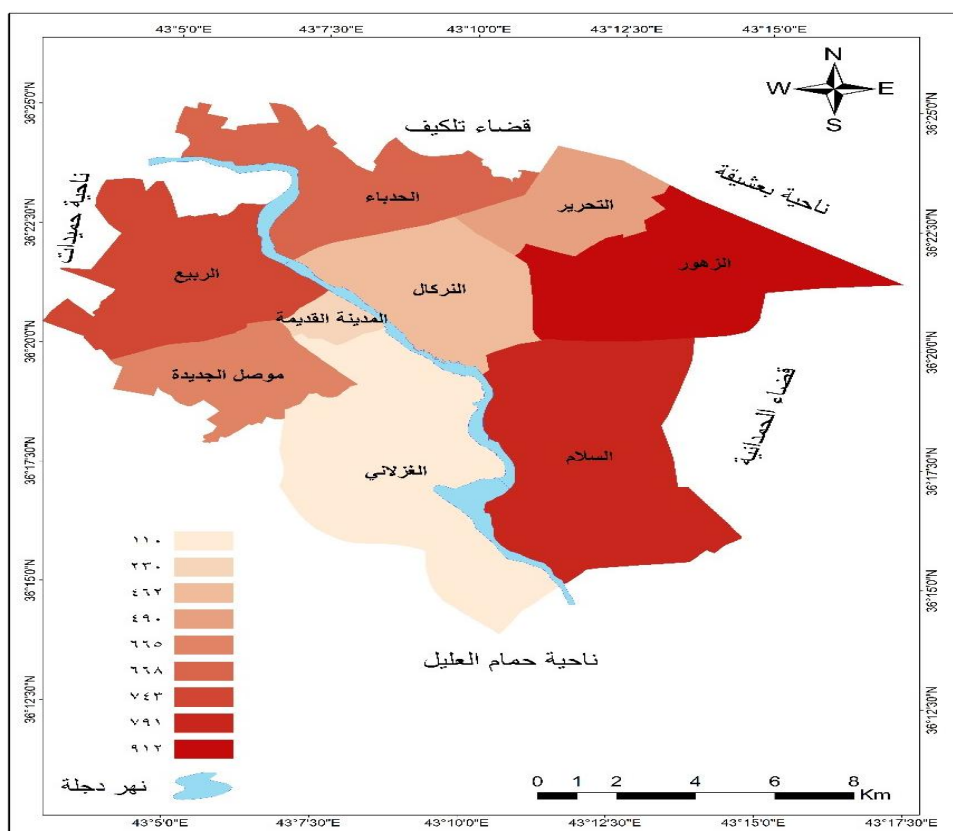 43°5'0"E 43°7'30"E 43°10'0"E 43°12'30"E 43°15'0"E
N
W E
S
36°25'0"N
36°25'0"N
قضاء تلكيف
ناحية بعشيقة
ناحية حميدات
التحرير
الحدباء
36°22'30"N
36°22'30"N
الزهور
الربيع
النركال
المدينة القديمة
36°20'0"N
36°20'0"N
موصل الجديدة
قضاء الحمدانية
السلام
الغزلاني
36°17'30"N
36°17'30"N
١١٠
٢٣٠
٤٦٢
٤٩٠
٦٦٥
٦٦٨
٧٤٣
٧٩١
٩١٢
نهر دجلة
36°15'0"N
36°15'0"N
ناحية حمام العليل
36°12'30"N
36°12'30"N
0 1 2 4 6 8
Km
43°5'0"E 43°7'30"E 43°10'0"E 43°12'30"E 43°15'0"E 43°17'30"E